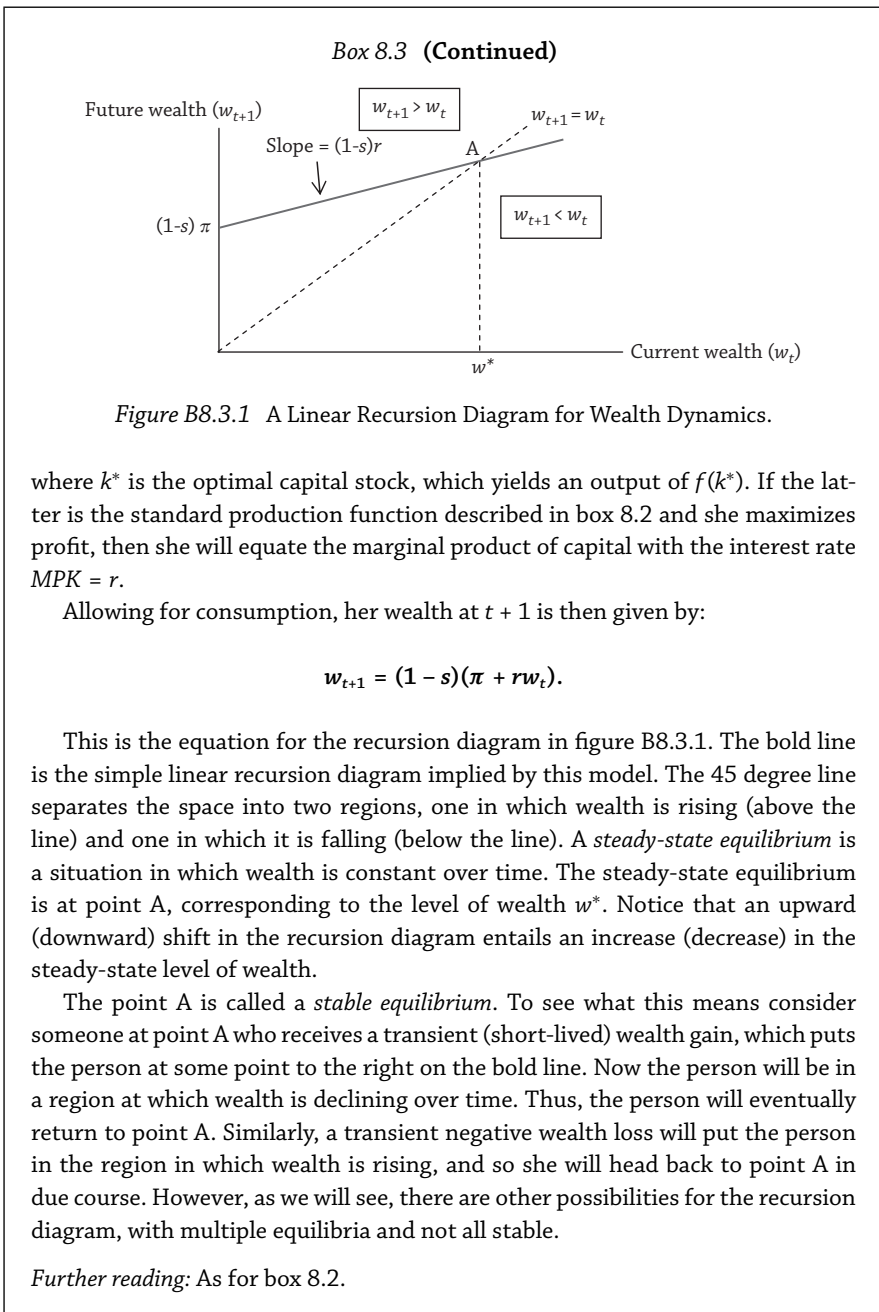 Box 8.3 (Continued)
Future wealth (wt+1)
wt+1 > wt
wt+1 = wt
Slope = (1-s)r
A
wt+1 < wt
(1-s) π
Current wealth (wt)
w*
Figure B8.3.1 A Linear Recursion Diagram for Wealth Dynamics.
where k* is the optimal capital stock, which yields an output of f(k*). If the lat-
ter is the standard production function described in box 8.2 and she maximizes
profit, then she will equate the marginal product of capital with the interest rate
MPK = r.
Allowing for consumption, her wealth at t + 1 is then given by:
wt+1 = (1 – s)(π + rwt).
This is the equation for the recursion diagram in figure B8.3.1. The bold line
is the simple linear recursion diagram implied by this model. The 45 degree line
separates the space into two regions, one in which wealth is rising (above the
line) and one in which it is falling (below the line). A steady-state equilibrium is
a situation in which wealth is constant over time. The steady-state equilibrium
is at point A, corresponding to the level of wealth w*. Notice that an upward
(downward) shift in the recursion diagram entails an increase (decrease) in the
steady-state level of wealth.
The point A is called a stable equilibrium. To see what this means consider
someone at point A who receives a transient (short-lived) wealth gain, which puts
the person at some point to the right on the bold line. Now the person will be in
a region at which wealth is declining over time. Thus, the person will eventually
return to point A. Similarly, a transient negative wealth loss will put the person
in the region in which wealth is rising, and so she will head back to point A in
due course. However, as we will see, there are other possibilities for the recursion
diagram, with multiple equilibria and not all stable.
Further reading: As for box 8.2.